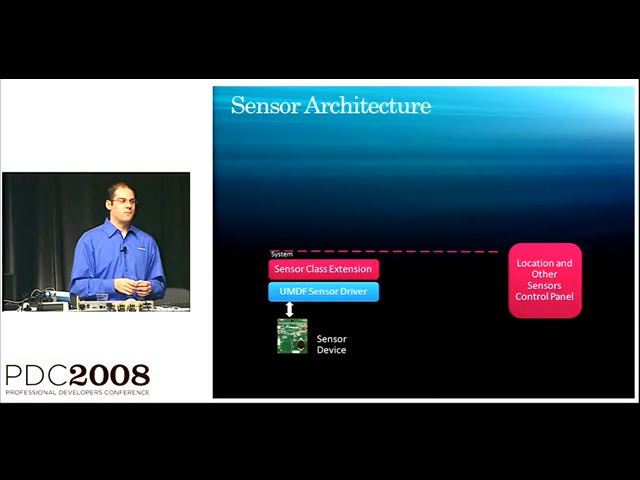 Sensor Architecture
System
Sensor Class Extension
UMDF Sensor Driver
Sensor
Device
Location and
Other
Sensors
Control Panel
PDC2008
PROFESSIONAL DEVELOPERS CONFERENCE